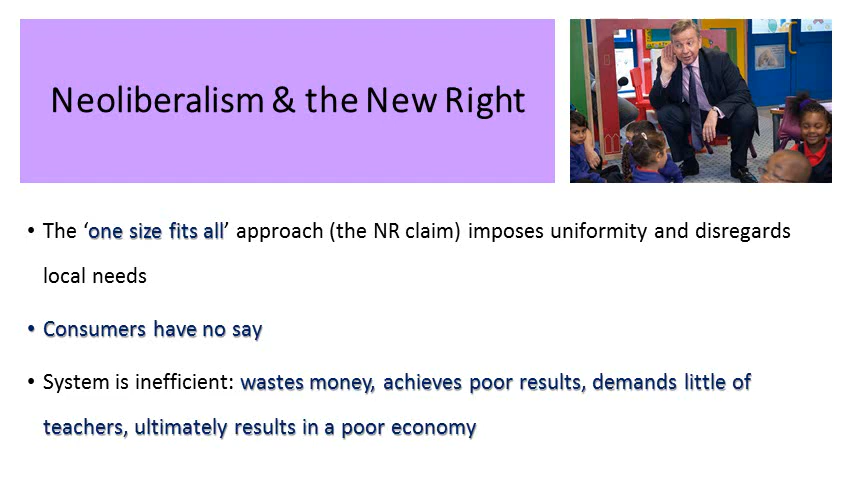 Neoliberalism & the New Right
• The ‘one size fits all’ approach (the NR claim) imposes uniformity and disregards
local needs
• Consumers have no say
• System is inefficient: wastes money, achieves poor results, demands little of
teachers, ultimately results in a poor economy